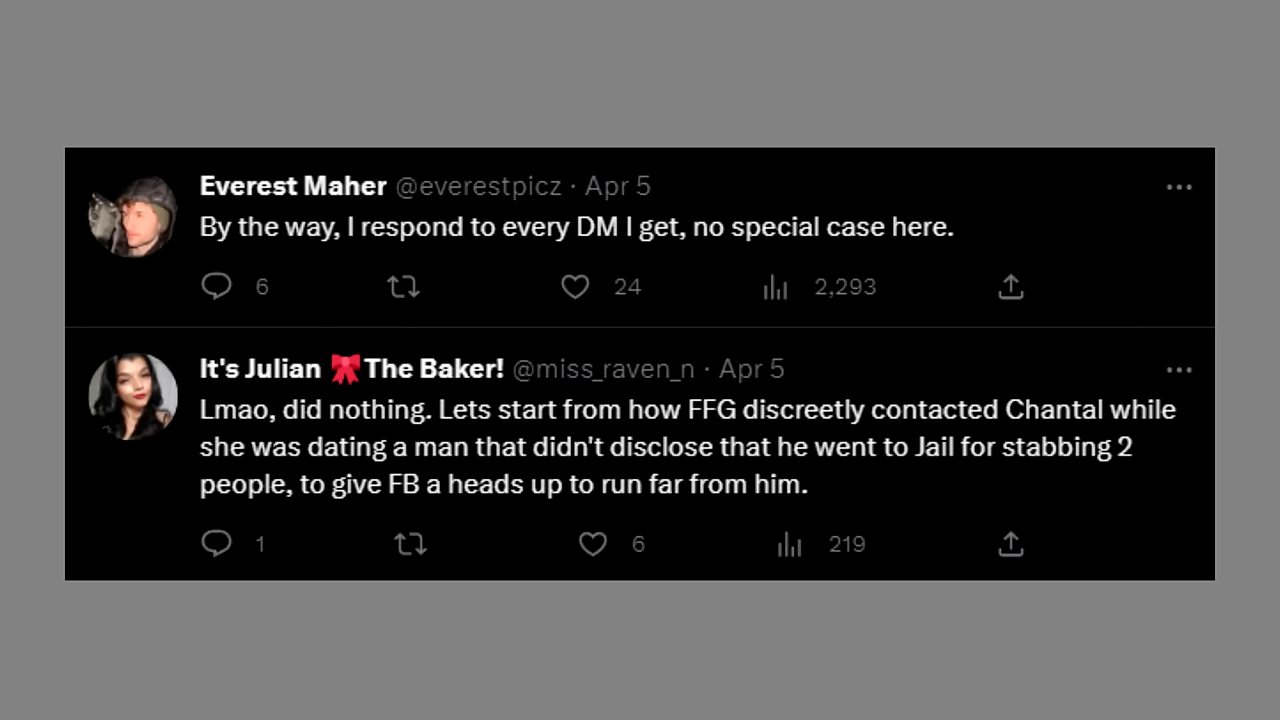 Everest Maher @everestpicz · Apr 5
By the way, I respond to every DM I get, no special case here.
6 24 2,293
It's Julian 🎀The Baker! @miss_raven_n · Apr 5
Lmao, did nothing. Lets start from how FFG discreetly contacted Chantal while
she was dating a man that didn't disclose that he went to Jail for stabbing 2
people, to give FB a heads up to run far from him.
1 6 219